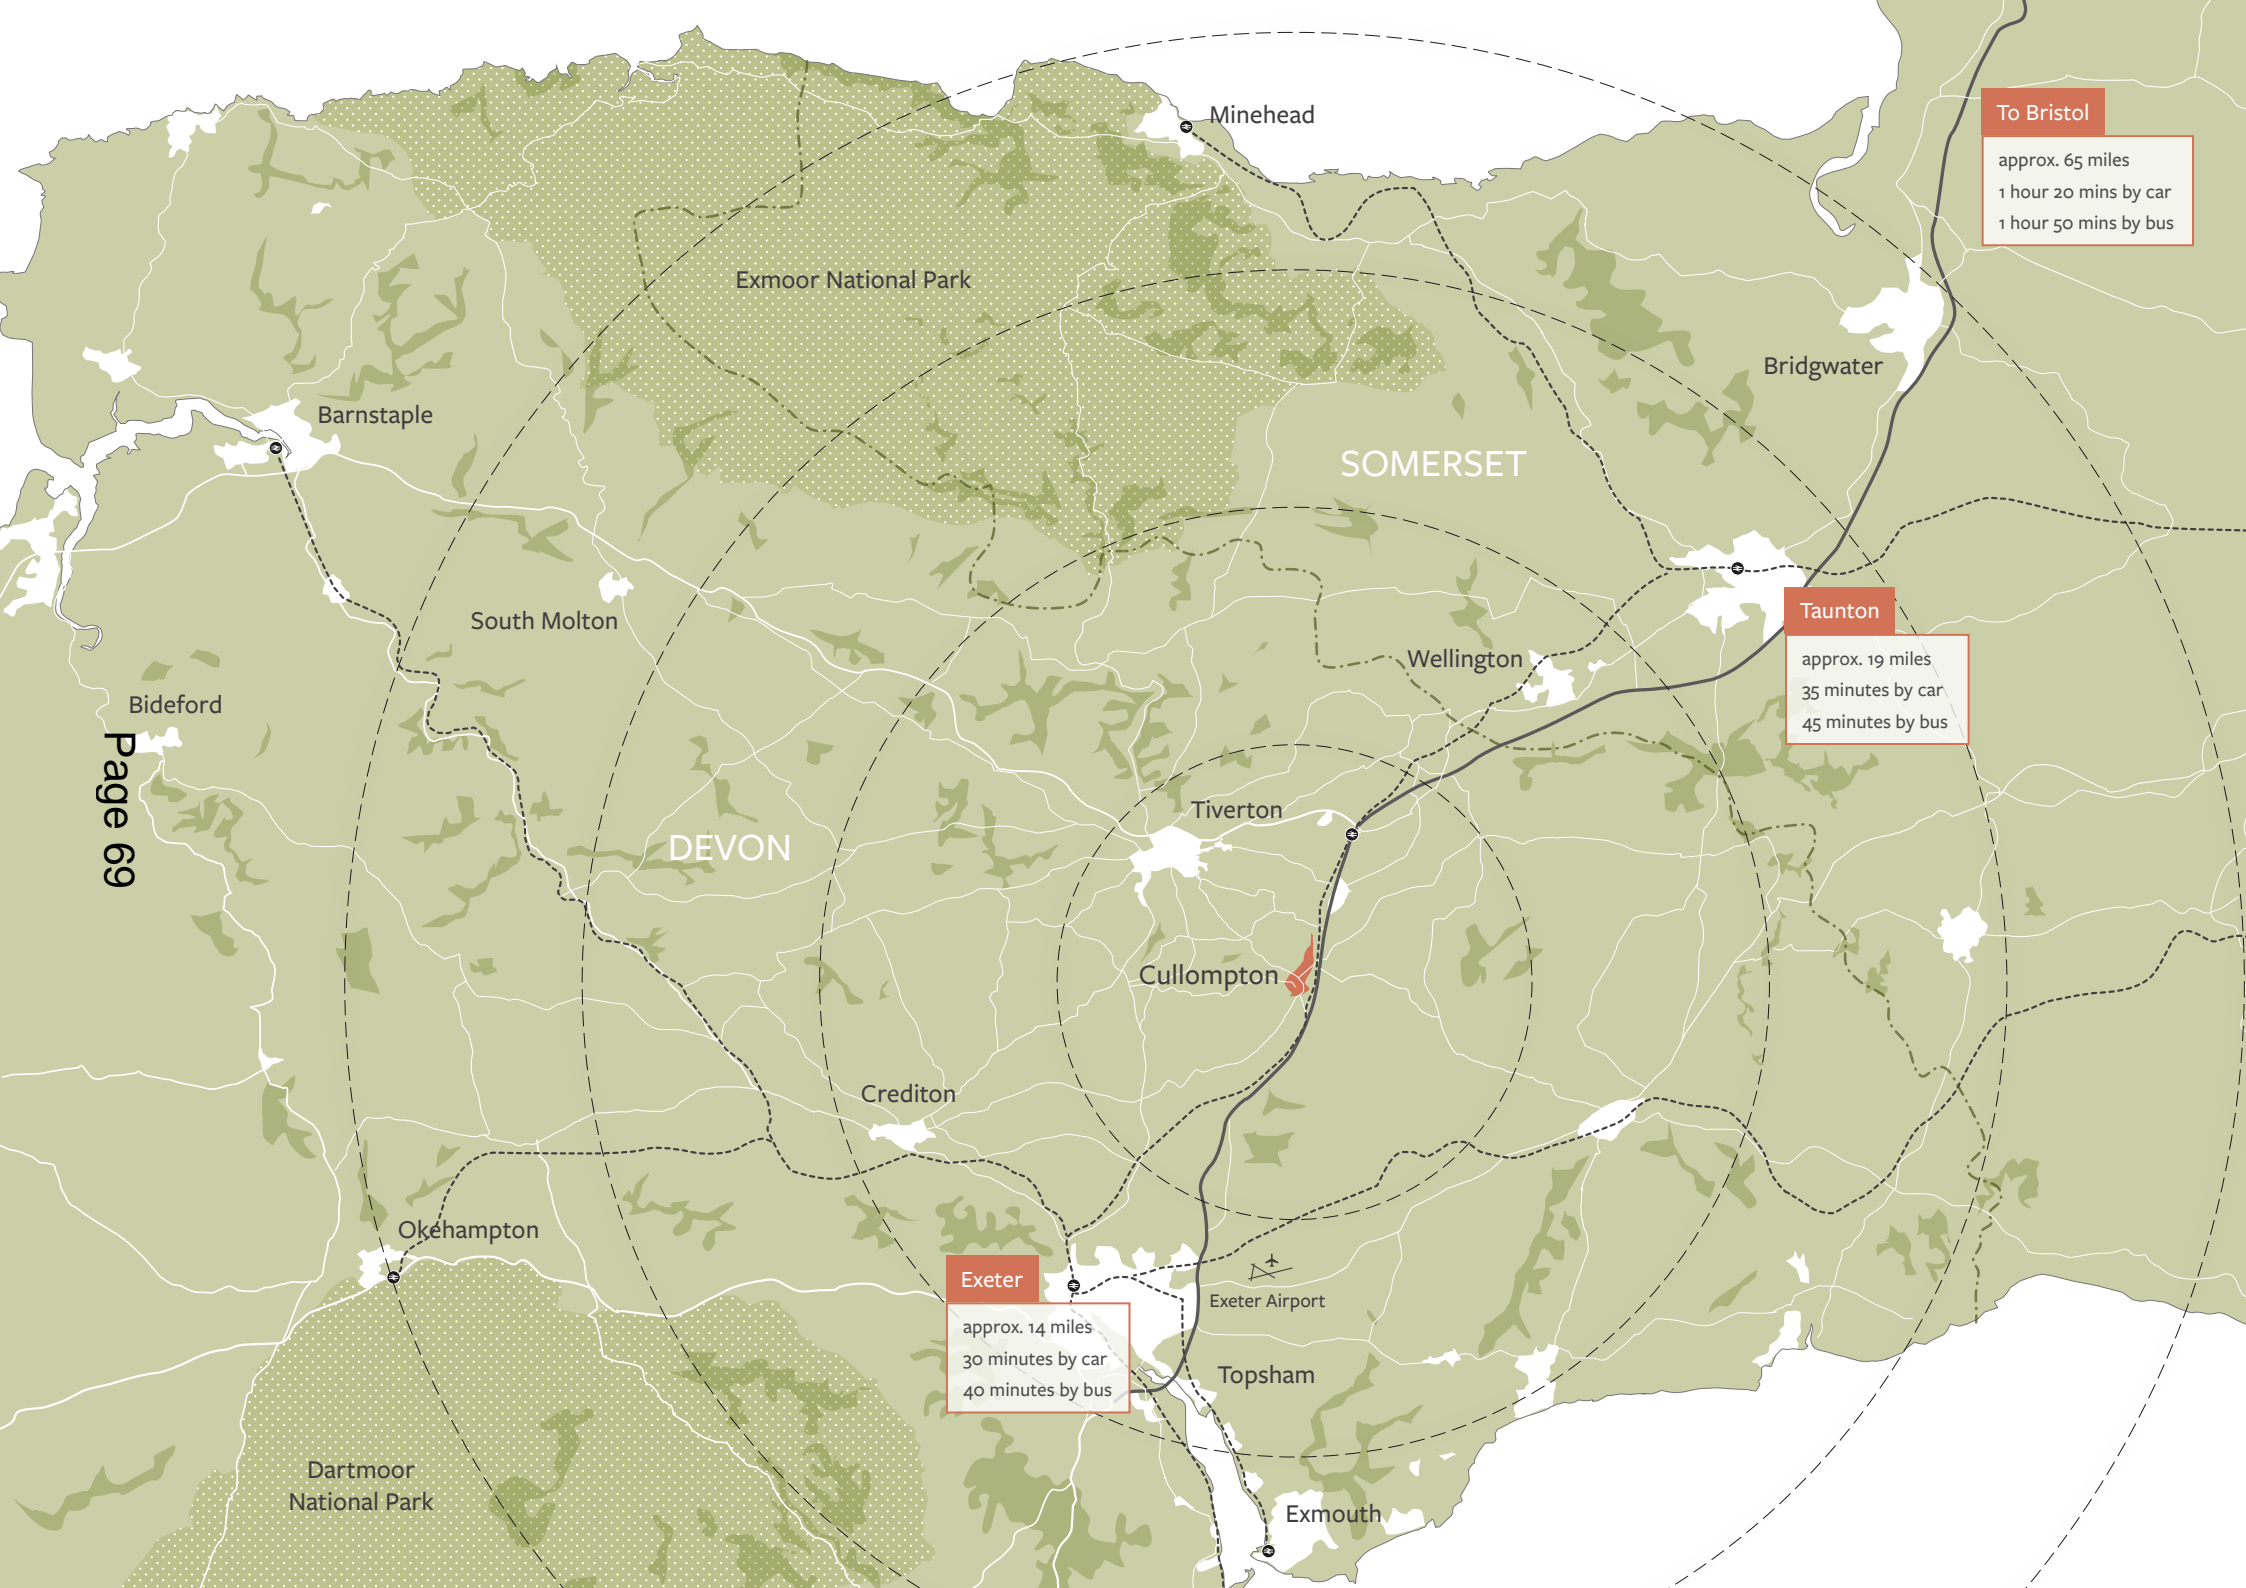 Minehead
To Bristol
approx. 65 miles
1 hour 20 mins by car
1 hour 50 mins by bus
Exmoor National Park
Bridgwater
Barnstaple
SOMERSET
South Molton
Taunton
approx. 19 miles
35 minutes by car
45 minutes by bus
Wellington
Bideford
Page 69
Tiverton
DEVON
Cullompton
Crediton
Okehampton
Exeter
approx. 14 miles
30 minutes by car
40 minutes by bus
Exeter Airport
Topsham
Dartmoor
National Park
Exmouth